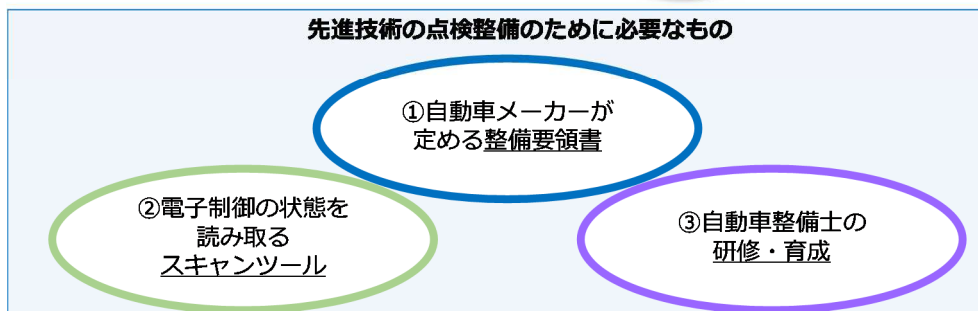 先進技術の点検整備のために必要なもの
①自動車メーカーが
定める整備要領書
②電子制御の状態を
読み取る
スキャンツール
③自動車整備士の
研修・育成